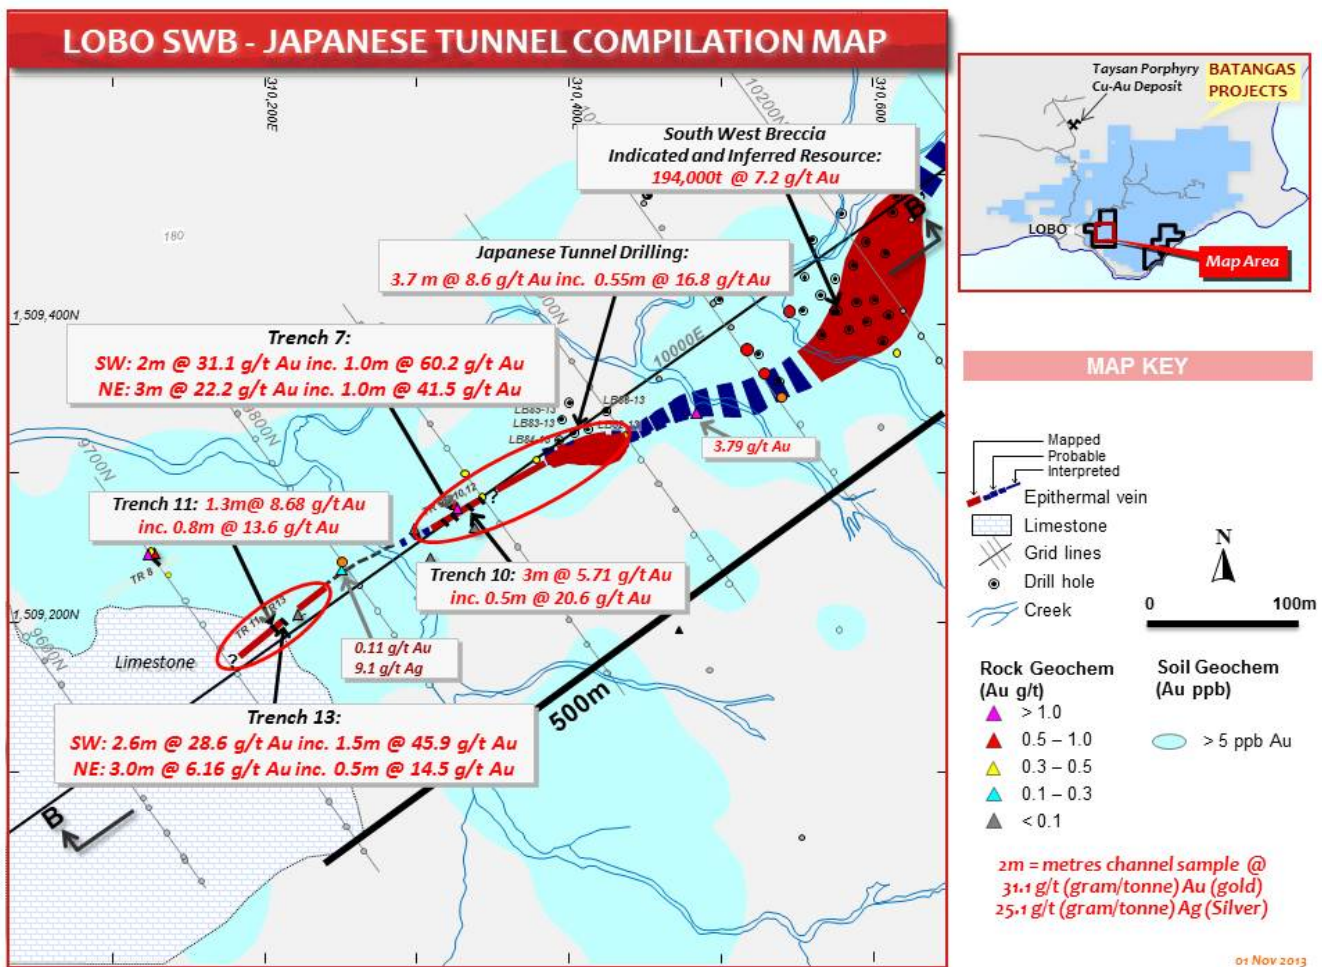 LOBO SWB - JAPANESE TUNNEL COMPILATION MAP
310,200E
310,600
10200N
South West Breccia
Indicated and Inferred Resource:
194,000t @ 7.2 g/t Au
B
180
Japanese Tunnel Drilling:
3.7 m @ 8.6 g/t Au inc. 0.55m @ 16.8 g/t Au
1,509,400N
10000E
Trench 7:
SW: 2m @ 31.1 g/t Au inc. 1.0m @ 60.2 g/t Au
NE: 3m @ 22.2 g/t Au inc. 1.0m @ 41.5 g/t Au
9800N
LB83-13
3.79 g/t Au
9700N
Trench 11: 1.3m@ 8.68 g/t Au
inc. 0.8m @ 13.6 g/t Au
?
TR 8
Trench 10: 3m @ 5.71 g/t Au
inc. 0.5m @ 20.6 g/t Au
1,509,200N
9600N
Limestone
?
0.11 g/t Au
9.1 g/t Ag
500m
Trench 13:
SW: 2.6m @ 28.6 g/t Au inc. 1.5m @ 45.9 g/t Au
NE: 3.0m @ 6.16 g/t Au inc. 0.5m @ 14.5 g/t Au
B
Taysan Porphyry
Cu-Au Deposit
BATANGAS
PROJECTS
LOBO
Map Area
MAP KEY
Mapped
Probable
Interpreted
Epithermal vein
Limestone
Grid lines
Drill hole
Creek
N
0 100m
Rock Geochem
(Au g/t)
> 1.0
0.5 – 1.0
0.3 – 0.5
0.1 – 0.3
< 0.1
Soil Geochem
(Au ppb)
> 5 ppb Au
2m = metres channel sample @
31.1 g/t (gram/tonne) Au (gold)
25.1 g/t (gram/tonne) Ag (Silver)
01 Nov 2013